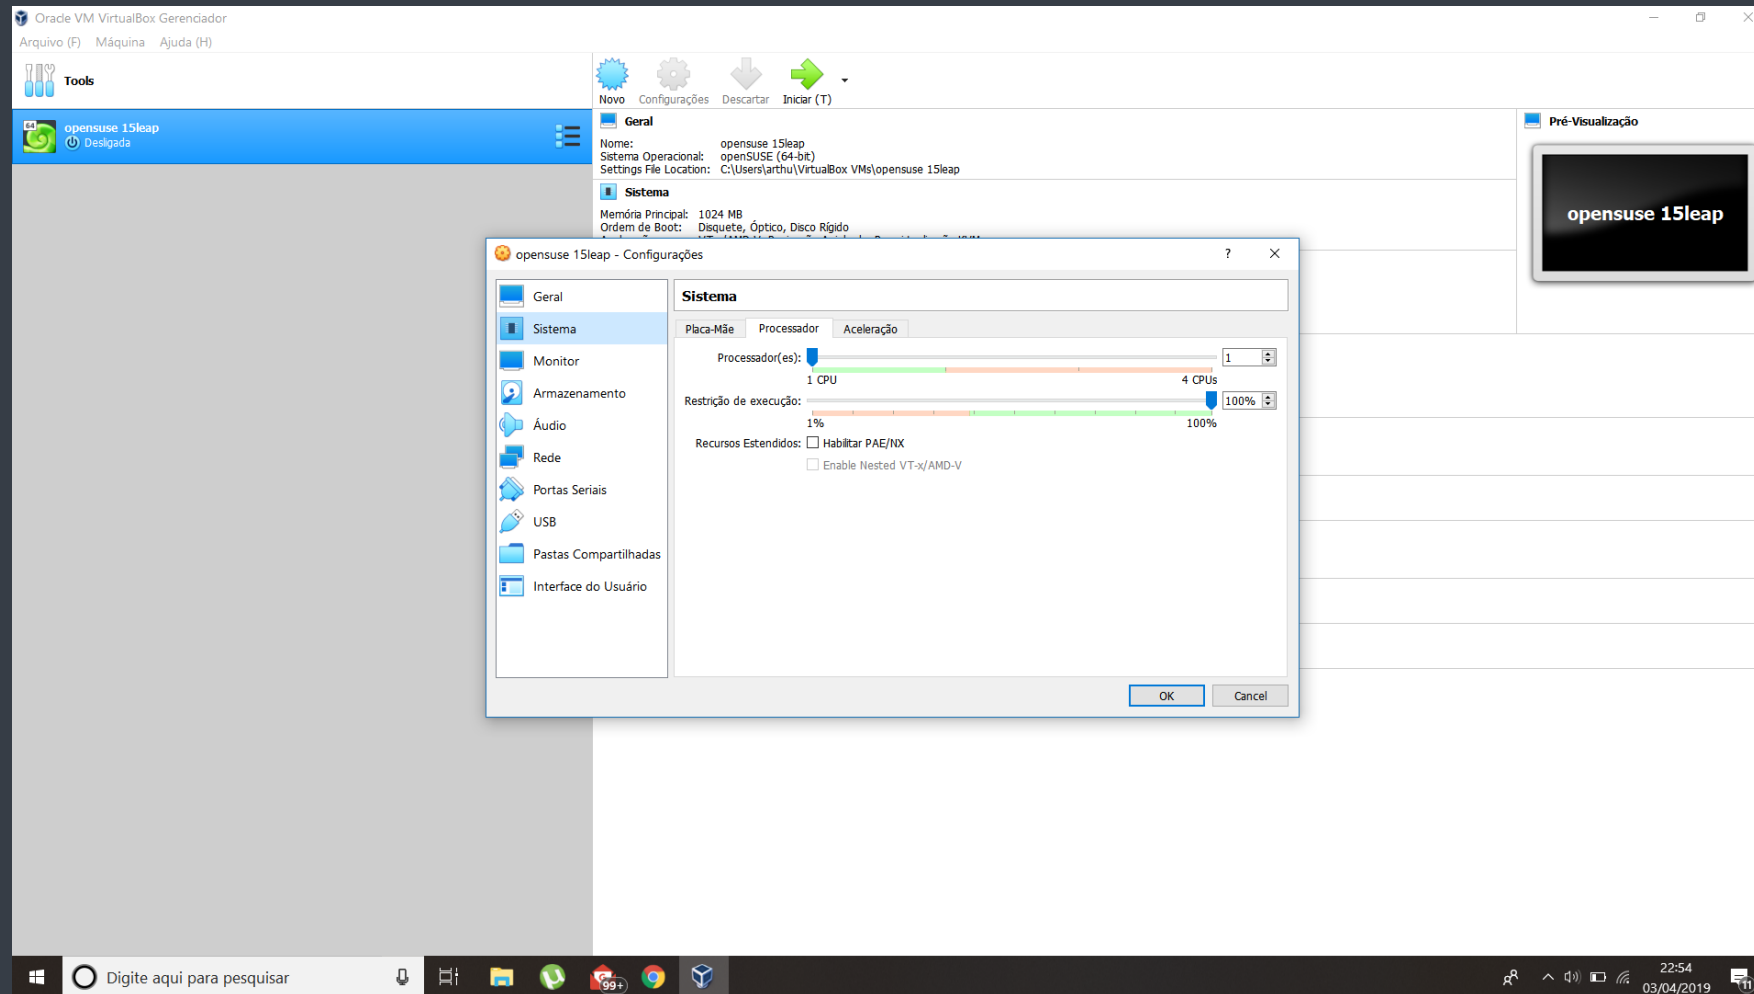 Oracle VM VirtualBox Gerenciador
Arquivo (F) Máquina Ajuda (H)
Tools
Novo Configurações Descartar Iniciar (T)
64
opensuse 15leap
Desligada
Geral
Nome: opensuse 15leap
Sistema Operacional: openSUSE (64-bit)
Settings File Location: C:\Users\arthu\VirtualBox VMs\opensuse 15leap
Sistema
Memória Principal: 1024 MB
Ordem de Boot: Disquete, Óptico, Disco Rígido
Pré-Visualização
opensuse 15leap
opensuse 15leap - Configurações
?
Geral
Sistema
Monitor
Armazenamento
Áudio
Rede
Portas Seriais
USB
Pastas Compartilhadas
Interface do Usuário
Sistema
Placa-Mãe Processador Aceleração
Processador(es): 1
1 CPU 4 CPUs
Restrição de execução: 100%
1% 100%
Recursos Estendidos: Habilitar PAE/NX
Enable Nested VT-x/AMD-V
OK Cancel
Digite aqui para pesquisar
99+
22:54
03/04/2019
11